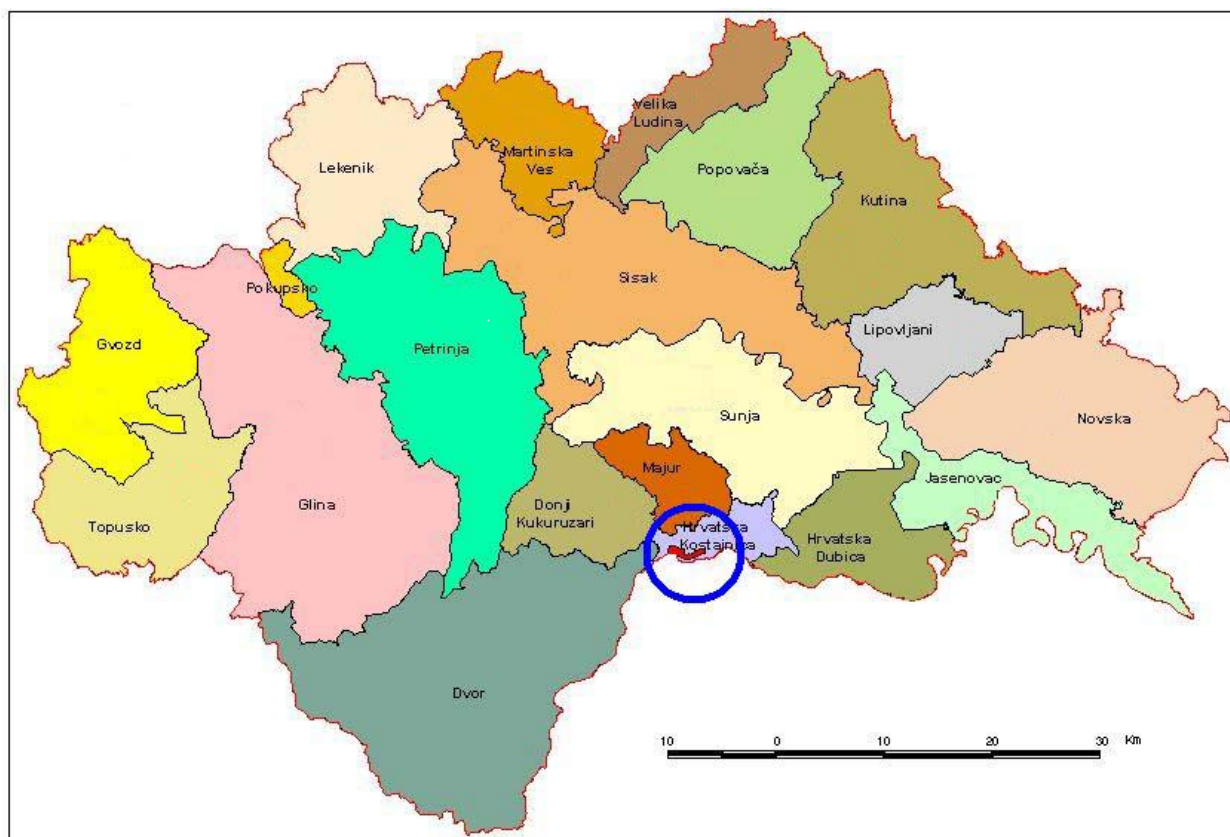 Velika
Ludina
Martinska
Ves
Lekenik
Popovača
Kutina
Sisak
Pokupsko
Lipovljani
Gvozd
Petrinja
Sunja
Novska
Majur
Jasenovac
Glina
Donji
Kukuruzari
Topusko
Hrvatska
Kostajnica
Hrvatska
Dubica
Dvor
10 0 10 20 30 Km